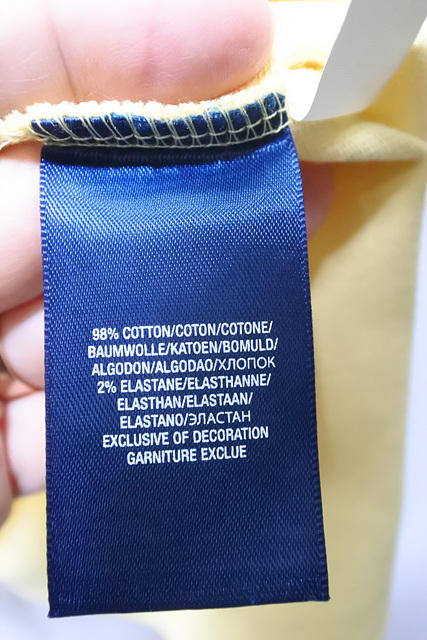 98% COTTON/COTON/COTONE/
BAUMWOLLE/KATOEN/BOMULD/
ALGODON/ALGODAO/ХЛОПОК
2% ELASTANE/ELASTHANNE/
ELASTHAN/ELASTAAN/
ELASTANO/ЭЛАСТАН
EXCLUSIVE OF DECORATION
GARNITURE EXCLUE